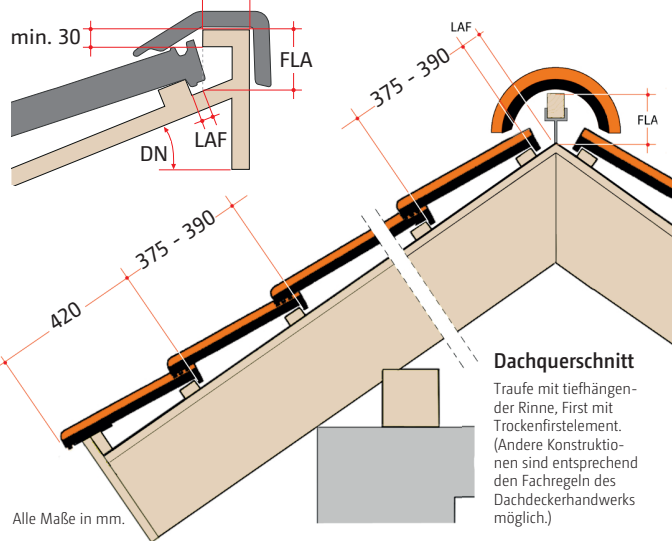 min. 30
FLA
LAF
DN
LAF
375 - 390
FLA
375 - 390
420
Dachquerschnitt
Traufe mit tiefhängen-
der Rinne, First mit
Trockenfirstelement.
(Andere Konstruktio-
nen sind entsprechend
den Fachregeln des
Dachdeckerhandwerks
möglich.)
Alle Maße in mm.